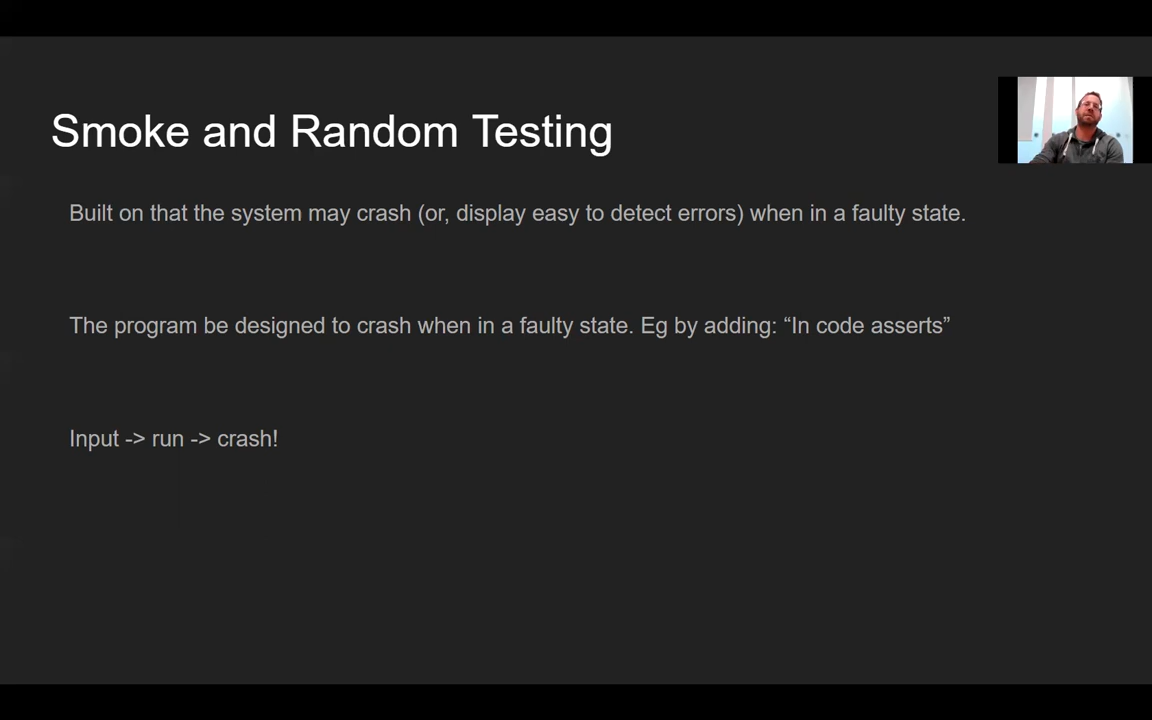 Smoke and Random Testing
Built on that the system may crash (or, display easy to detect errors) when in a faulty state.
The program be designed to crash when in a faulty state. Eg by adding: “In code asserts”
Input -> run -> crash!